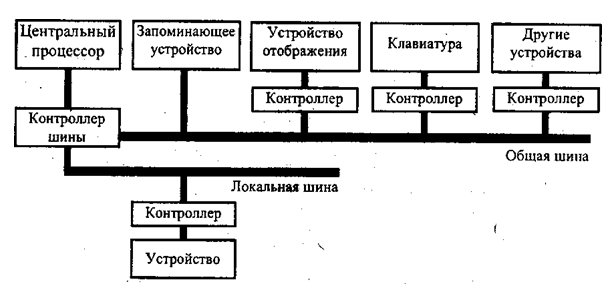 Центральный
процессор
Запоминающее
устройство
Устройство
отображения
Клавиатура
Другие
устройства
Контроллер
Контроллер
Контроллер
Контроллер
шины
Общая шина
Локальная шина
Контроллер
Устройство